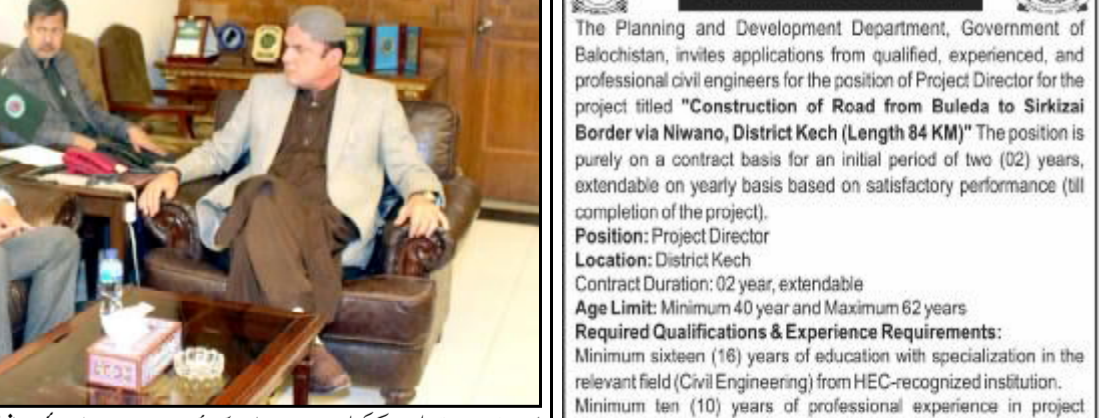 The Planning and Development Department, Government of
Balochistan, invites applications from qualified, experienced, and
professional civil engineers for the position of Project Director for the
project titled "Construction of Road from Buleda to Sirkizai
Border via Niwano, District Kech (Length 84 KM)" The position is
purely on a contract basis for an initial period of two (02) years,
extendable on yearly basis based on satisfactory performance (till
completion of the project).
Position: Project Director
Location: District Kech
Contract Duration: 02 year, extendable
Age Limit: Minimum 40 year and Maximum 62 years
Required Qualifications & Experience Requirements:
Minimum sixteen (16) years of education with specialization in the
relevant field (Civil Engineering) from HEC-recognized institution.
Minimum ten (10) years of professional experience in project